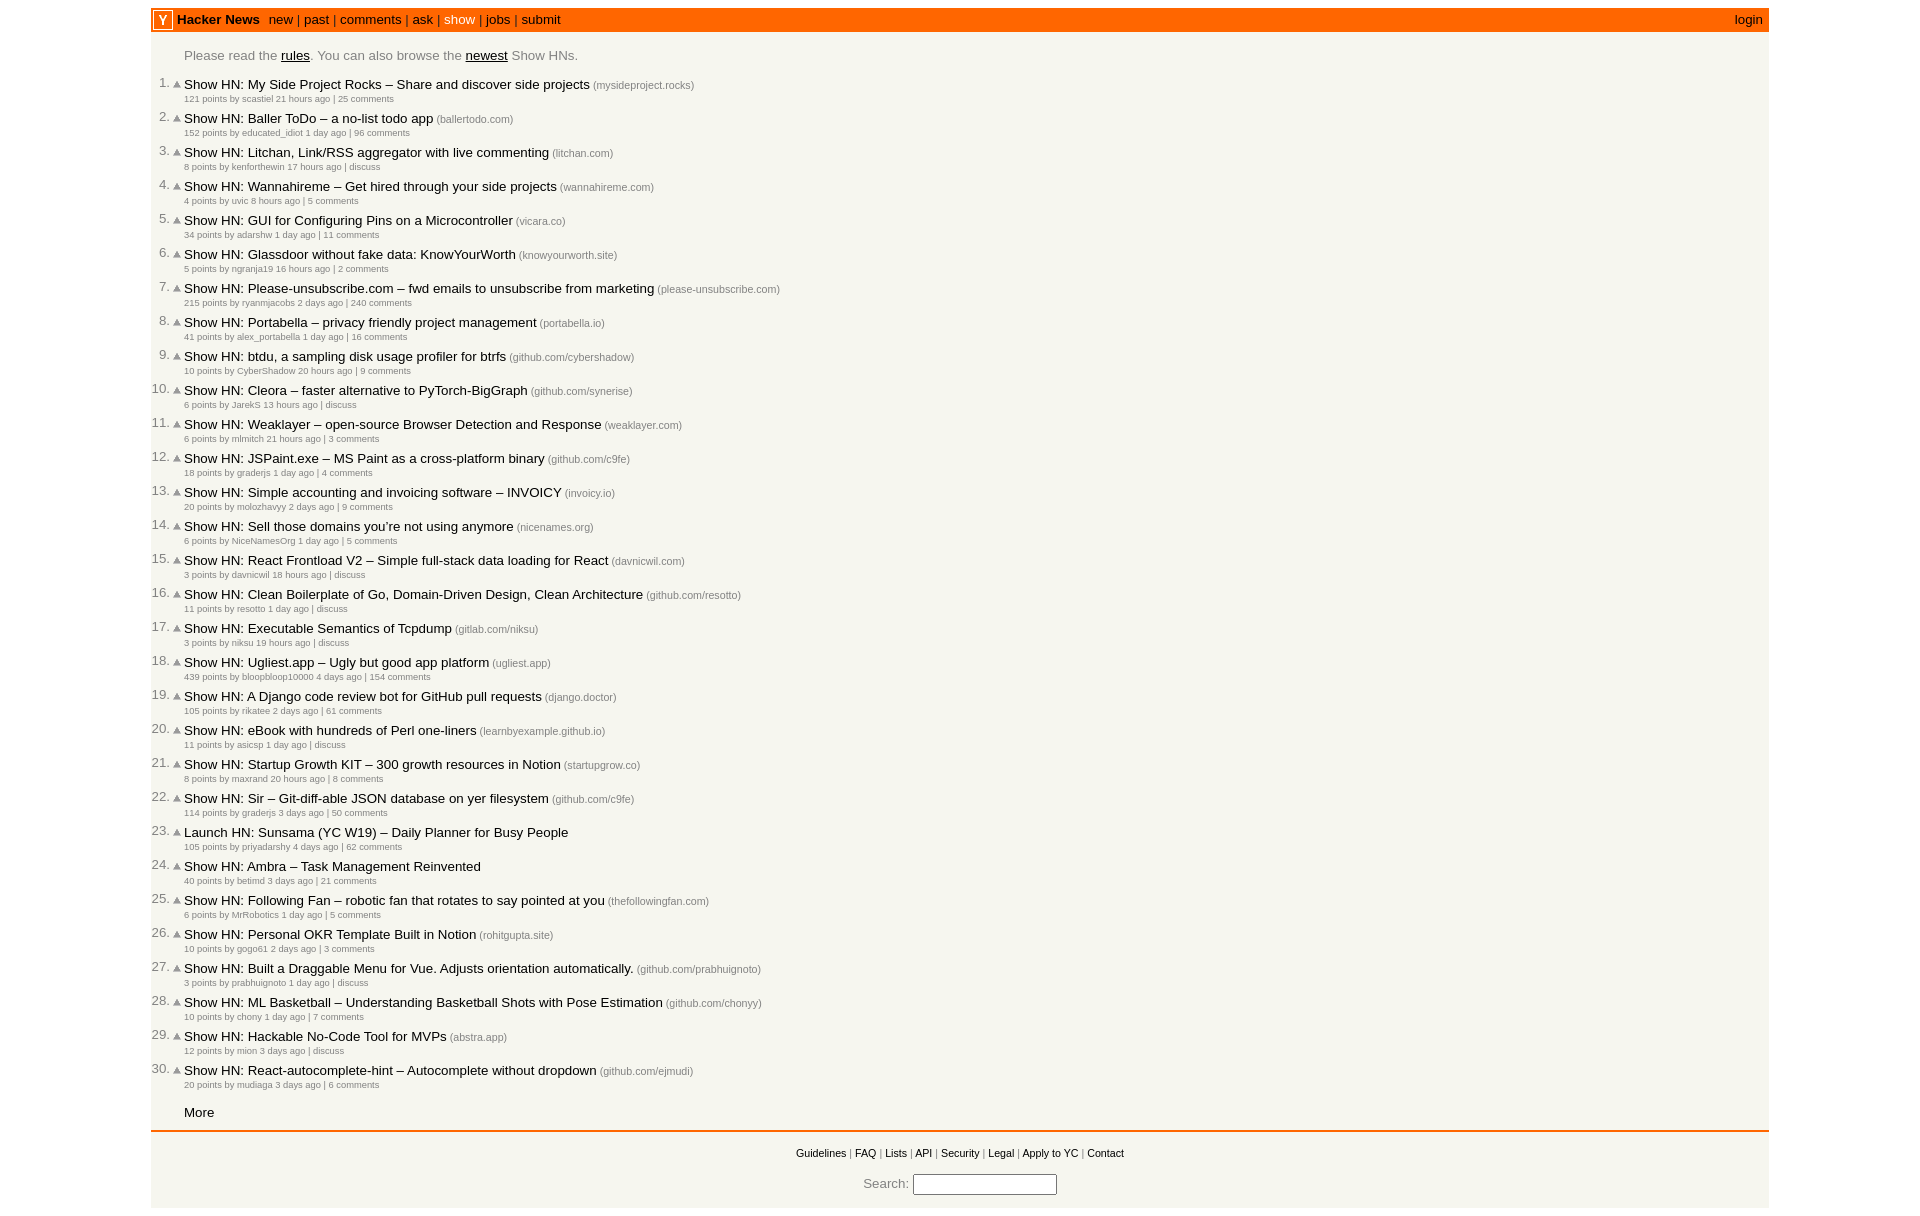 Y Hacker News new | past | comments | ask | show | jobs | submit login
Please read the rules. You can also browse the newest Show HNs.
1. Show HN: My Side Project Rocks – Share and discover side projects (mysideproject.rocks)
121 points by scastiel 21 hours ago | 25 comments
2. Show HN: Baller ToDo – a no-list todo app (ballertodo.com)
152 points by educated_idiot 1 day ago | 96 comments
3. Show HN: Litchan, Link/RSS aggregator with live commenting (litchan.com)
8 points by kenforthewin 17 hours ago | discuss
4. Show HN: Wannahireme – Get hired through your side projects (wannahireme.com)
4 points by uvic 8 hours ago | 5 comments
5. Show HN: GUI for Configuring Pins on a Microcontroller (vicara.co)
34 points by adarshw 1 day ago | 11 comments
6. Show HN: Glassdoor without fake data: KnowYourWorth (knowyourworth.site)
5 points by ngranja19 16 hours ago | 2 comments
7. Show HN: Please-unsubscribe.com – fwd emails to unsubscribe from marketing (please-unsubscribe.com)
215 points by ryanmjacobs 2 days ago | 240 comments
8. Show HN: Portabella – privacy friendly project management (portabella.io)
41 points by alex_portabella 1 day ago | 16 comments
9. Show HN: btdu, a sampling disk usage profiler for btrfs (github.com/cybershadow)
10 points by CyberShadow 20 hours ago | 9 comments
10. Show HN: Cleora – faster alternative to PyTorch-BigGraph (github.com/synerise)
6 points by JarekS 13 hours ago | discuss
11. Show HN: Weaklayer – open-source Browser Detection and Response (weaklayer.com)
6 points by mlmitch 21 hours ago | 3 comments
12. Show HN: JSPaint.exe – MS Paint as a cross-platform binary (github.com/c9fe)
18 points by graderjs 1 day ago | 4 comments
13. Show HN: Simple accounting and invoicing software – INVOICY (invoicy.io)
20 points by molozhavyy 2 days ago | 9 comments
14. Show HN: Sell those domains you’re not using anymore (nicenames.org)
6 points by NiceNamesOrg 1 day ago | 5 comments
15. Show HN: React Frontload V2 – Simple full-stack data loading for React (davnicwil.com)
3 points by davnicwil 18 hours ago | discuss
16. Show HN: Clean Boilerplate of Go, Domain-Driven Design, Clean Architecture (github.com/resotto)
11 points by resotto 1 day ago | discuss
17. Show HN: Executable Semantics of Tcpdump (gitlab.com/niksu)
3 points by niksu 19 hours ago | discuss
18. Show HN: Ugliest.app – Ugly but good app platform (ugliest.app)
439 points by bloopbloop10000 4 days ago | 154 comments
19. Show HN: A Django code review bot for GitHub pull requests (django.doctor)
105 points by rikatee 2 days ago | 61 comments
20. Show HN: eBook with hundreds of Perl one-liners (learnbyexample.github.io)
11 points by asicsp 1 day ago | discuss
21. Show HN: Startup Growth KIT – 300 growth resources in Notion (startupgrow.co)
8 points by maxrand 20 hours ago | 8 comments
22. Show HN: Sir – Git-diff-able JSON database on yer filesystem (github.com/c9fe)
114 points by graderjs 3 days ago | 50 comments
23. Launch HN: Sunsama (YC W19) – Daily Planner for Busy People
105 points by priyadarshy 4 days ago | 62 comments
24. Show HN: Ambra – Task Management Reinvented
40 points by betimd 3 days ago | 21 comments
25. Show HN: Following Fan – robotic fan that rotates to say pointed at you (thefollowingfan.com)
6 points by MrRobotics 1 day ago | 5 comments
26. Show HN: Personal OKR Template Built in Notion (rohitgupta.site)
10 points by gogo61 2 days ago | 3 comments
27. Show HN: Built a Draggable Menu for Vue. Adjusts orientation automatically. (github.com/prabhuignoto)
3 points by prabhuignoto 1 day ago | discuss
28. Show HN: ML Basketball – Understanding Basketball Shots with Pose Estimation (github.com/chonyy)
10 points by chony 1 day ago | 7 comments
29. Show HN: Hackable No-Code Tool for MVPs (abstra.app)
12 points by mion 3 days ago | discuss
30. Show HN: React-autocomplete-hint – Autocomplete without dropdown (github.com/ejmudi)
20 points by mudiaga 3 days ago | 6 comments
More
Guidelines | FAQ | Lists | API | Security | Legal | Apply to YC | Contact
Search: